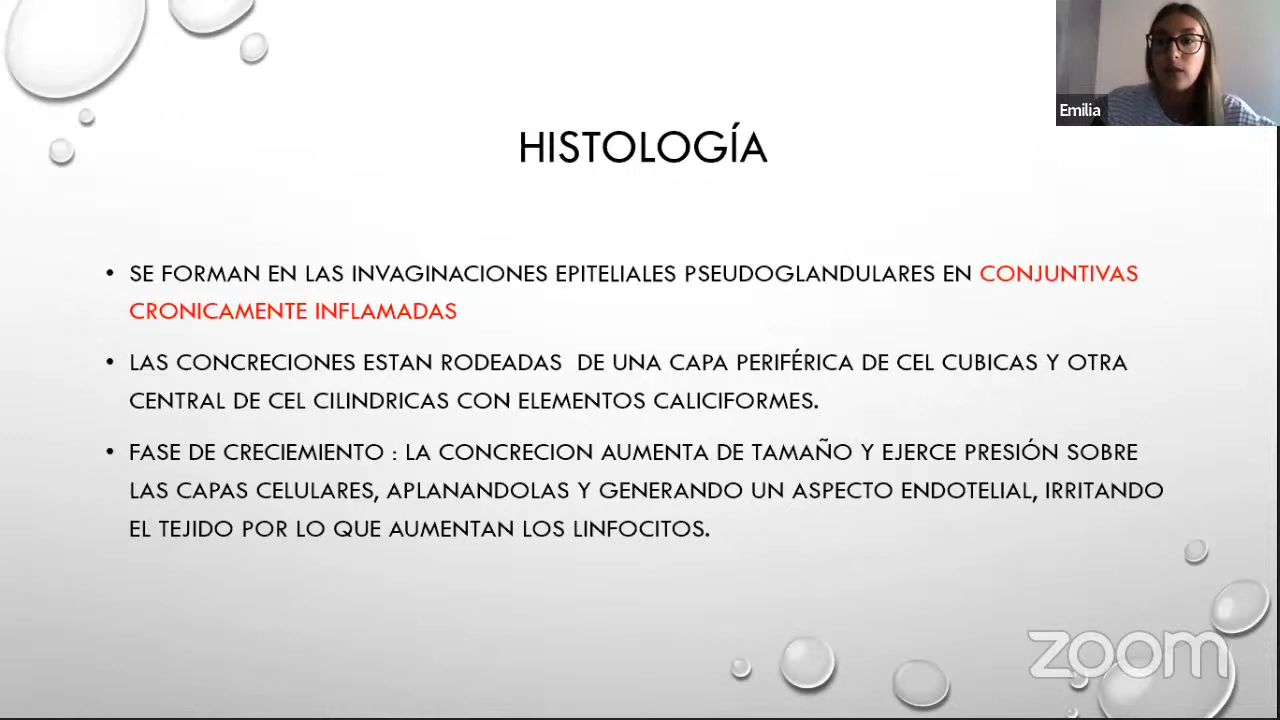 Emilia
HISTOLOGÍA
• SE FORMAN EN LAS INVAGINACIONES EPITELIALES PSEUDOGLANDULARES EN CONJUNTIVAS
CRONICAMENTE INFLAMADAS
• LAS CONCRECIONES ESTAN RODEADAS DE UNA CAPA PERIFÉRICA DE CEL CUBICAS Y OTRA
CENTRAL DE CEL CILINDRICAS CON ELEMENTOS CALICIFORMES.
• FASE DE CRECIEMIENTO : LA CONCRECION AUMENTA DE TAMAÑO Y EJERCE PRESIÓN SOBRE
LAS CAPAS CELULARES, APLANANDOLAS Y GENERANDO UN ASPECTO ENDOTELIAL, IRRITANDO
EL TEJIDO POR LO QUE AUMENTAN LOS LINFOCITOS.
zoom